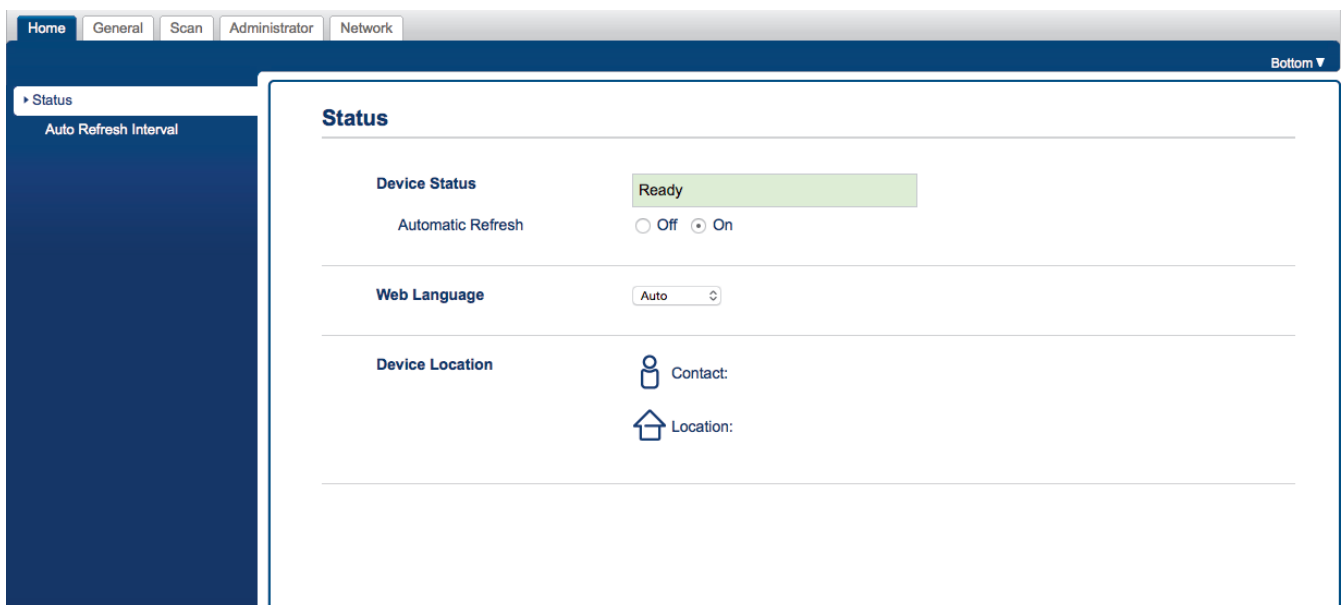 Home General Scan Administrator Network
Bottom ▼
Status
Auto Refresh Interval
Status
Device Status Ready
Automatic Refresh Off On
Web Language Auto
Device Location Contact:
Location: